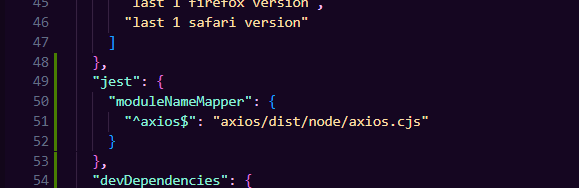 45 "last 1 firefox version",
46 "last 1 safari version"
47 ]
48 },
49 "jest": {
50 "moduleNameMapper": {
51 "^axios$": "axios/dist/node/axios.cjs"
52 }
53 },
54 "devDependencies": {